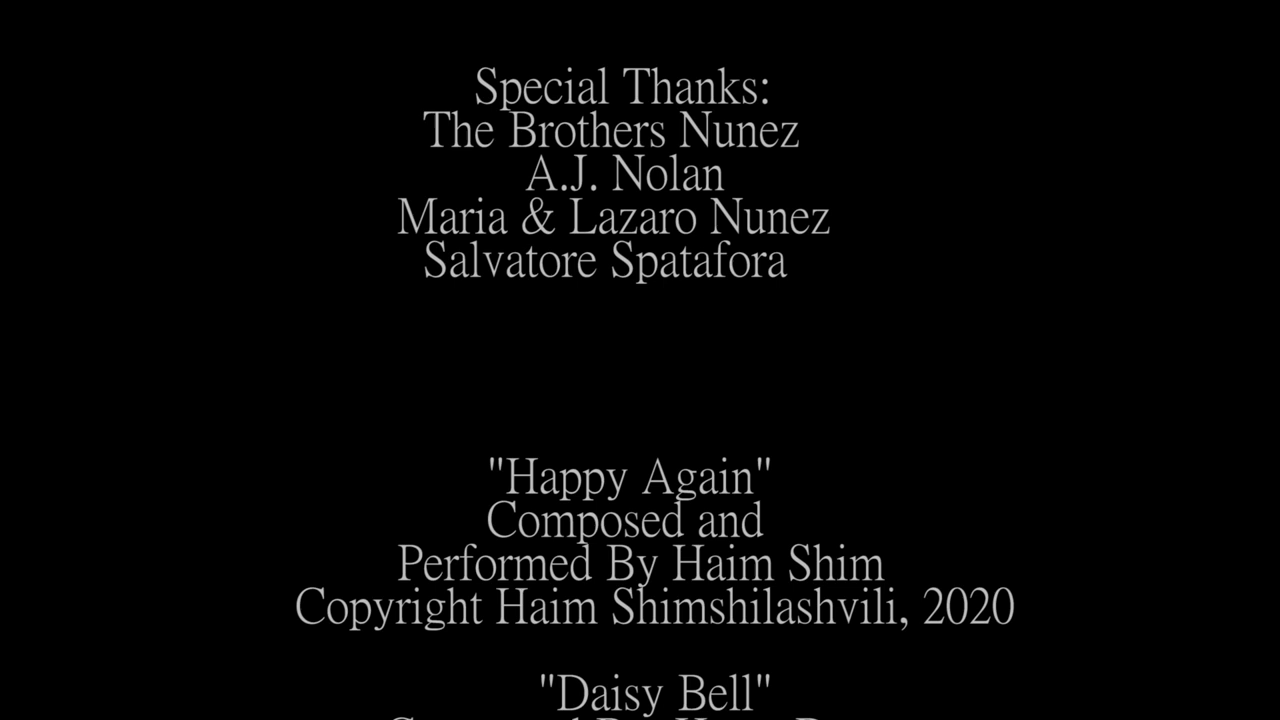 Special Thanks:
The Brothers Nunez
A.J. Nolan
Maria & Lazaro Nunez
Salvatore Spatafora
"Happy Again"
Composed and
Performed By Haim Shim
Copyright Haim Shimshilashvili, 2020
"Daisy Bell"